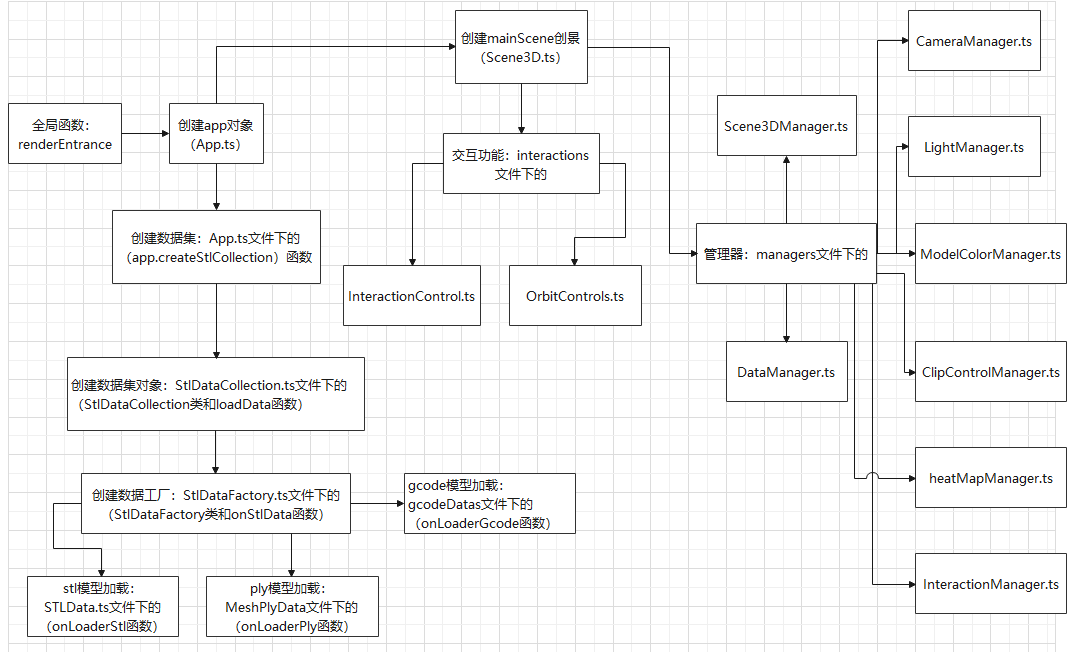 创建mainScene创景
（Scene3D.ts）
CameraManager.ts
全局函数：
renderEntrance
创建app对象
（App.ts）
Scene3DManager.ts
LightManager.ts
交互功能：interactions
文件下的
创建数据集：App.ts文件下的
（app.createStlCollection）函数
管理器：managers文件下的
ModelColorManager.ts
InteractionControl.ts
OrbitControls.ts
DataManager.ts
ClipControlManager.ts
创建数据集对象：StlDataCollection.ts文件下的
（StlDataCollection类和loadData函数）
heatMapManager.ts
创建数据工厂：StlDataFactory.ts文件下的
（StlDataFactory类和onStlData函数）
gcode模型加载：
gcodeDatas文件下的
（onLoaderGcode函数）
InteractionManager.ts
stl模型加载：
STLData.ts文件下的
（onLoaderStl函数）
ply模型加载：
MeshPlyData文件下的
（onLoaderPly函数）